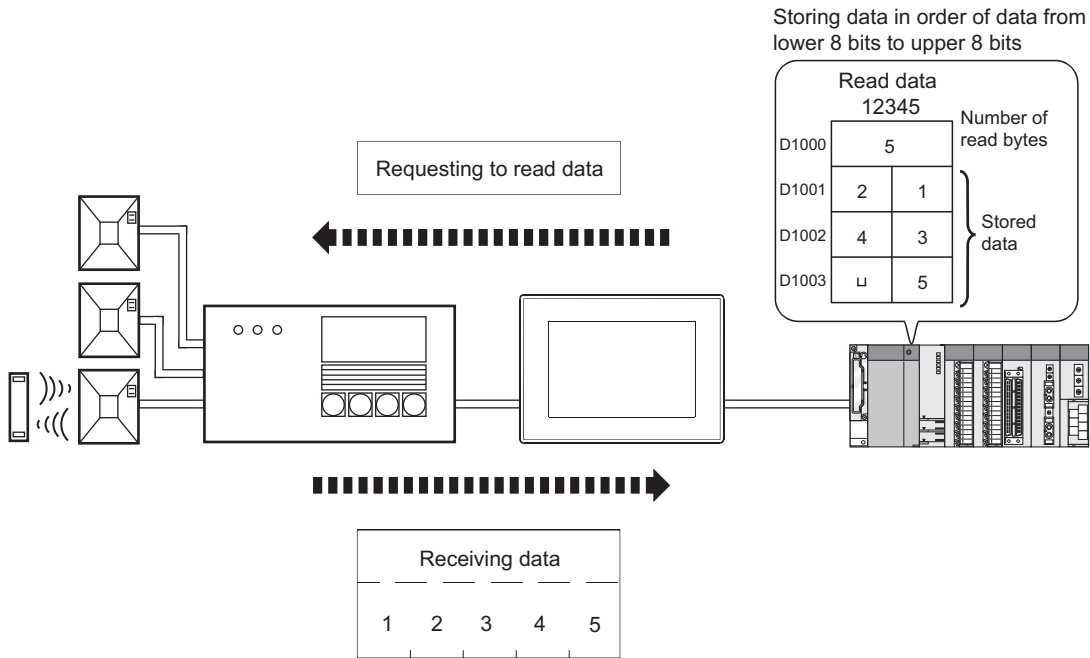 Storing data in order of data from
lower 8 bits to upper 8 bits
Read data
12345
Number of
read bytes
D1000 5
D1001 2 1
D1002 4 3
D1003 ⊔ 5
Stored
data
Requesting to read data
Receiving data
1 2 3 4 5